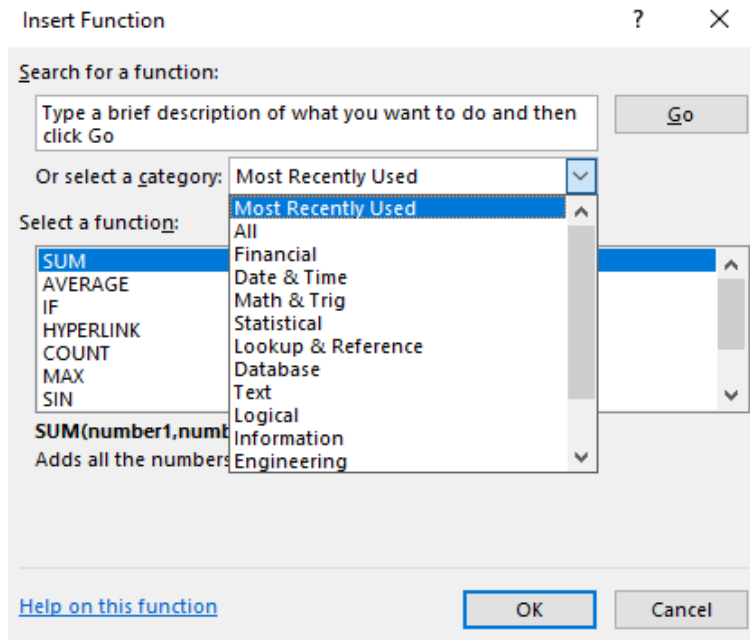 Insert Function
?
Search for a function:
Type a brief description of what you want to do and then
click Go
Go
Or select a category:
Most Recently Used
Most Recently Used
All
Financial
Date & Time
Math & Trig
Statistical
Lookup & Reference
Database
Text
Logical
Information
Engineering
Select a function:
SUM
AVERAGE
IF
HYPERLINK
COUNT
MAX
SIN
SUM(number1,numb
Adds all the numbers
Help on this function
OK
Cancel